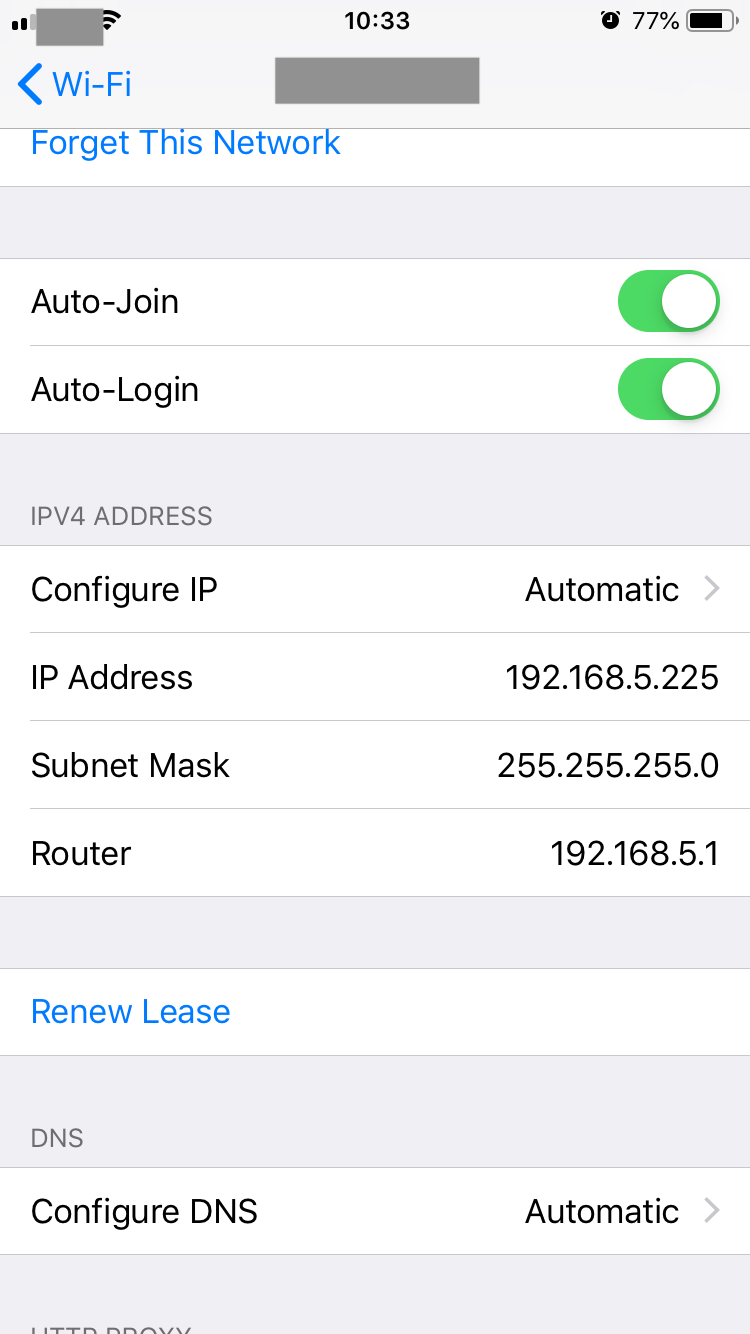 10:33 77%
Wi-Fi
Forget This Network
Auto-Join
Auto-Login
IPV4 ADDRESS
Configure IP Automatic
IP Address 192.168.5.225
Subnet Mask 255.255.255.0
Router 192.168.5.1
Renew Lease
DNS
Configure DNS Automatic
HTTP PROXY